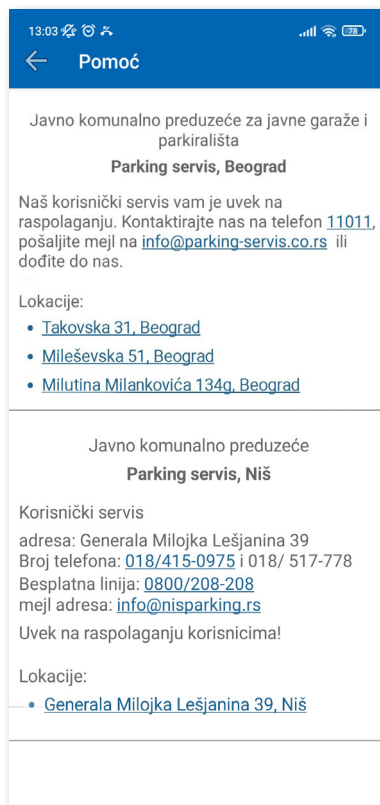 13:03
78
Pomoć
Javno komunalno preduzeće za javne garaže i
parkirališta
Parking servis, Beograd
Naš korisnički servis vam je uvek na
raspolaganju. Kontaktirajte nas na telefon 11011,
pošaljite mejl na info@parking-servis.co.rs ili
dođite do nas.
Lokacije:
• Takovska 31, Beograd
• Mileševska 51, Beograd
• Milutina Milankovića 134g, Beograd
Javno komunalno preduzeće
Parking servis, Niš
Korisnički servis
adresa: Generala Milojka Lešjanina 39
Broj telefona: 018/415-0975 i 018/ 517-778
Besplatna linija: 0800/208-208
mejl adresa: info@nisparking.rs
Uvek na raspolaganju korisnicima!
Lokacije:
• Generala Milojka Lešjanina 39, Niš